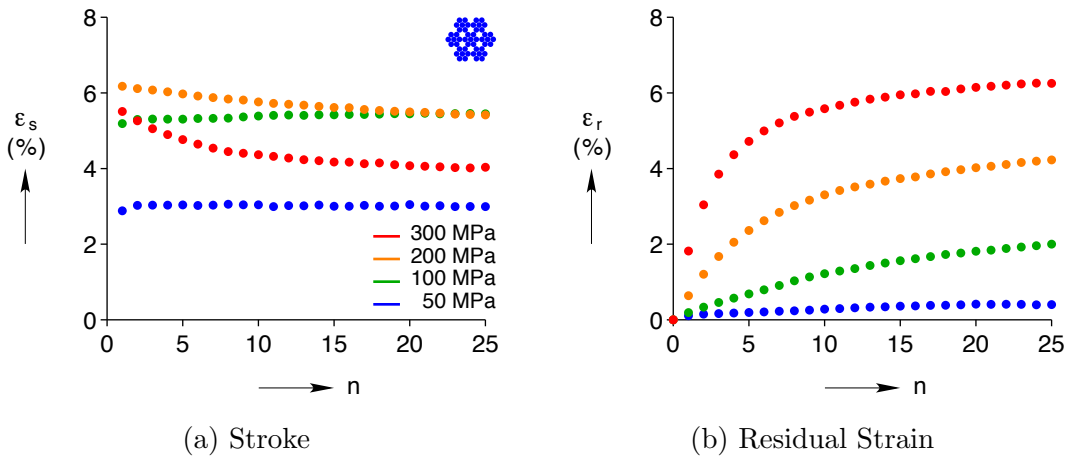 8
6
4
2
0
εs
(%)
300 MPa
200 MPa
100 MPa
50 MPa
0 5 10 15 20 25
n
(a) Stroke
8
6
4
2
0
εr
(%)
0 5 10 15 20 25
n
(b) Residual Strain